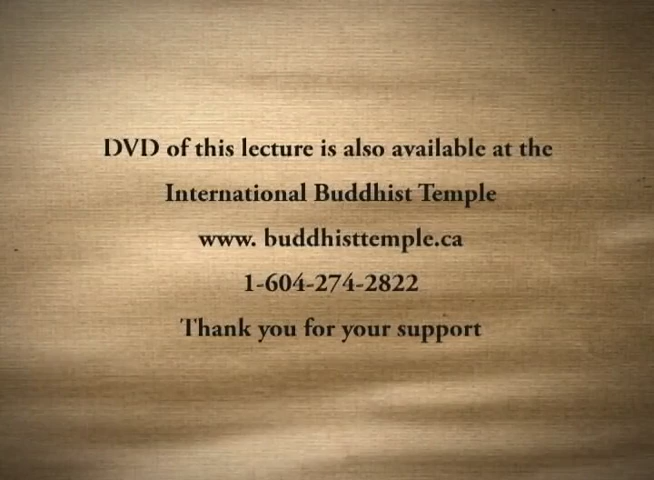 DVD of this lecture is also available at the
International Buddhist Temple
www. buddhisttemple.ca
1-604-274-2822
Thank you for your support